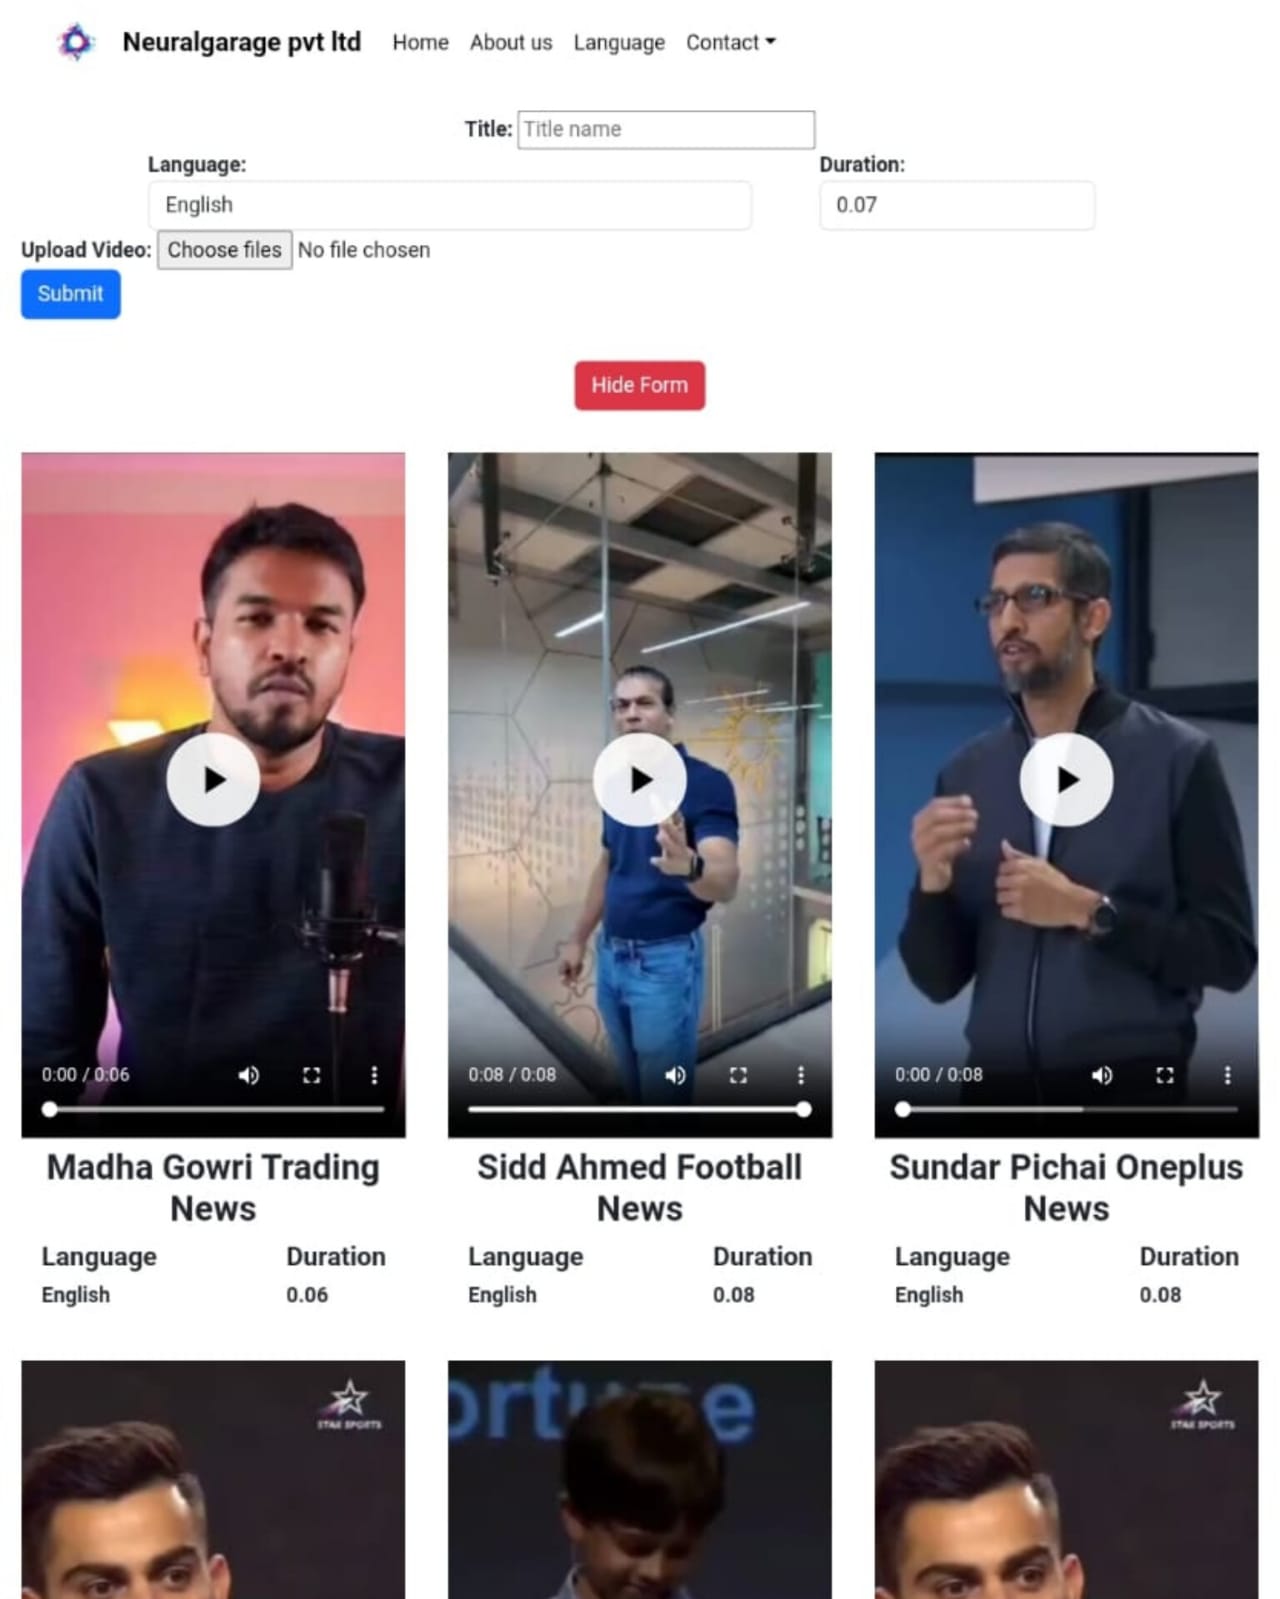 Neuralgarage pvt ltd Home About us Language Contact
Title: Title name
Language: Duration:
English 0.07
Upload Video: Choose files No file chosen
Submit
Hide Form
0:00 / 0:06 0:08 / 0:08 0:00 / 0:08
Madha Gowri Trading News
Sidd Ahmed Football News
Sundar Pichai Oneplus News
Language Duration Language Duration Language Duration
English 0.06 English 0.08 English 0.08
STAR SPORTS STAR SPORTS